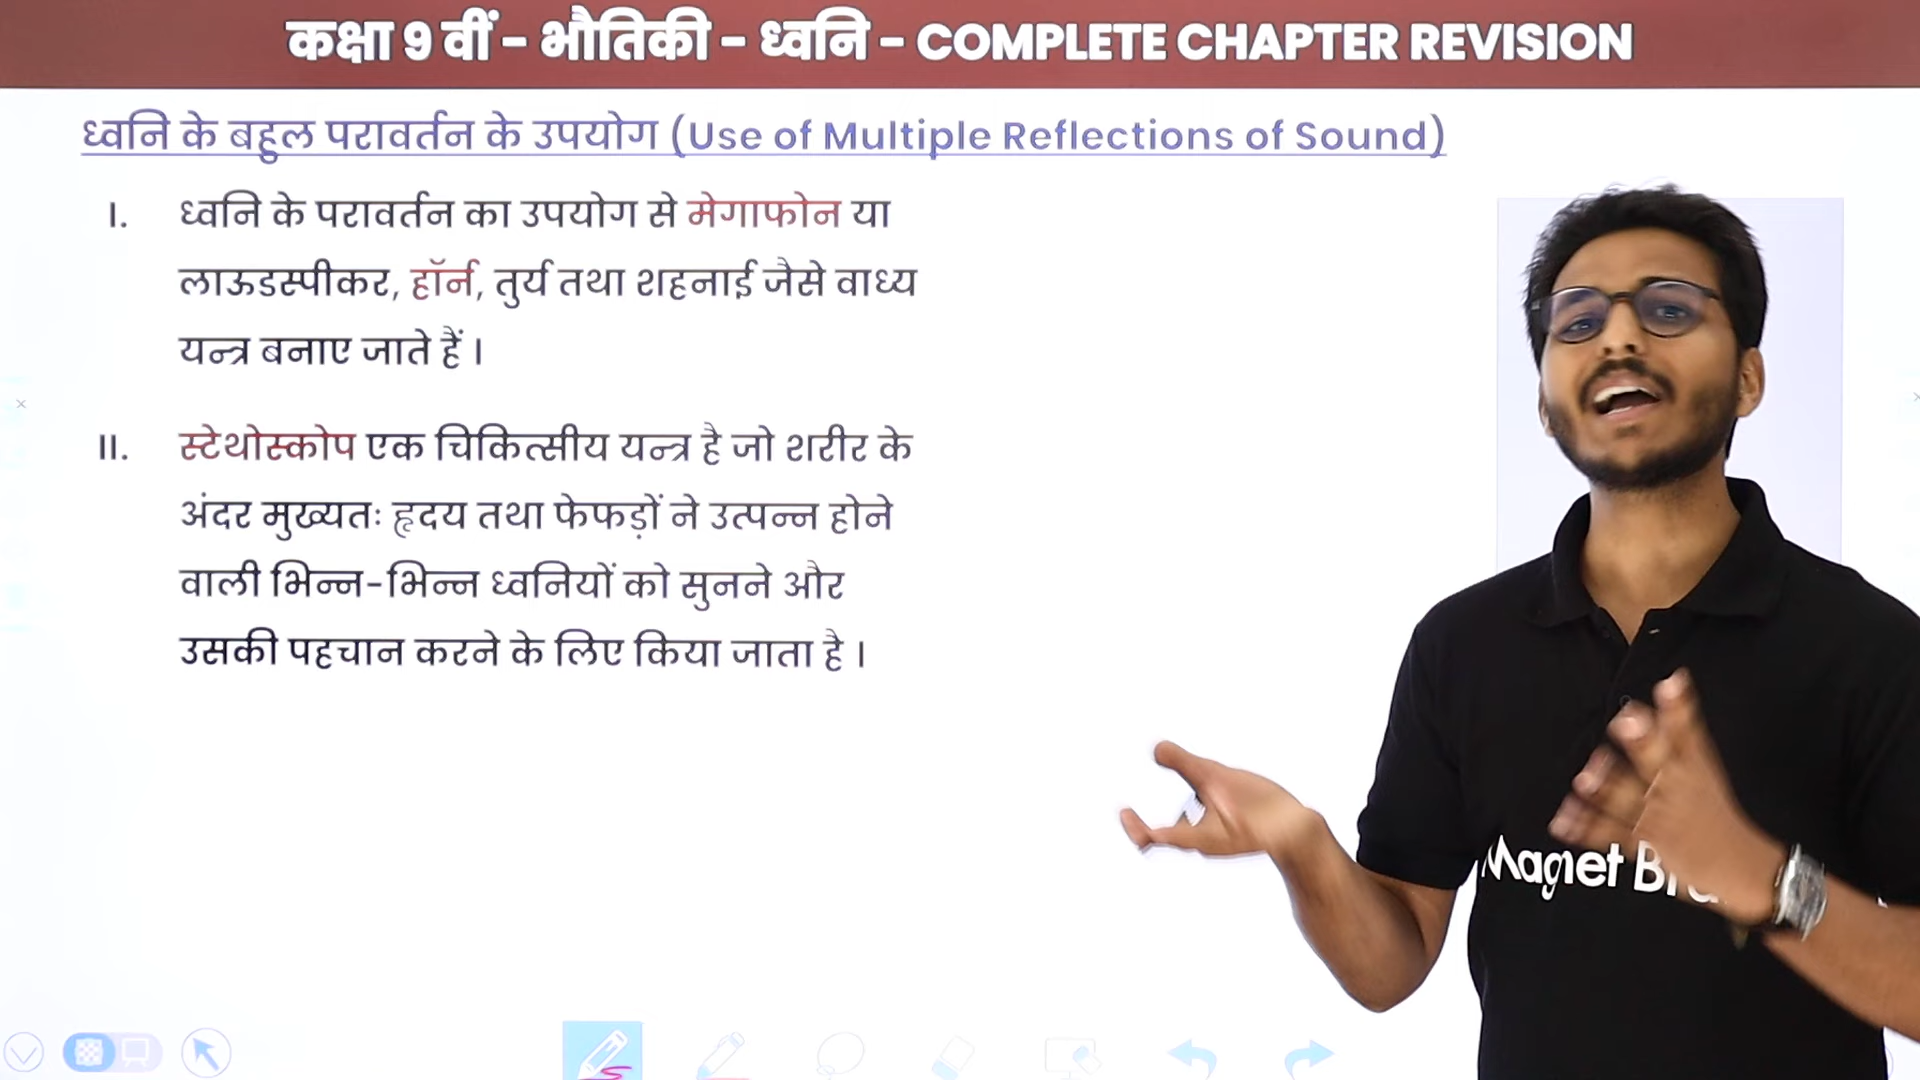 कक्षा 9 वीं - भौतिकी - ध्वनि - COMPLETE CHAPTER REVISION
ध्वनि के बहुल परावर्तन के उपयोग (Use of Multiple Reflections of Sound)
I. ध्वनि के परावर्तन का उपयोग से मेगाफोन या
लाऊडस्पीकर, हॉर्न, तुर्य तथा शहनाई जैसे वाध्य
यन्त्र बनाए जाते हैं ।
II. स्टेथोस्कोप एक चिकित्सीय यन्त्र है जो शरीर के
अंदर मुख्यतः हृदय तथा फेफड़ों ने उत्पन्न होने
वाली भिन्न-भिन्न ध्वनियों को सुनने और
उसकी पहचान करने के लिए किया जाता है ।
Magnet